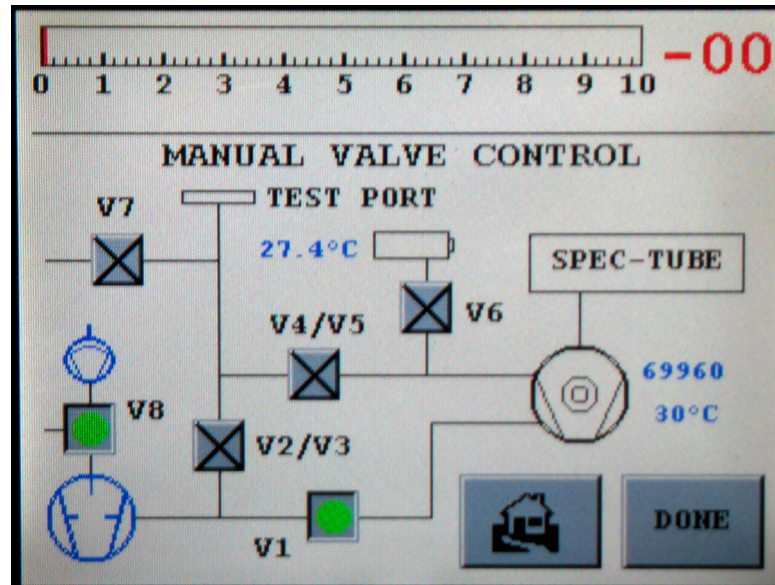 -00
0 1 2 3 4 5 6 7 8 9 10
MANUAL VALVE CONTROL
V7
TEST PORT
27.4°C
SPEC-TUBE
V6
V4/V5
69960
30°C
V8
V2/V3
V1
DONE